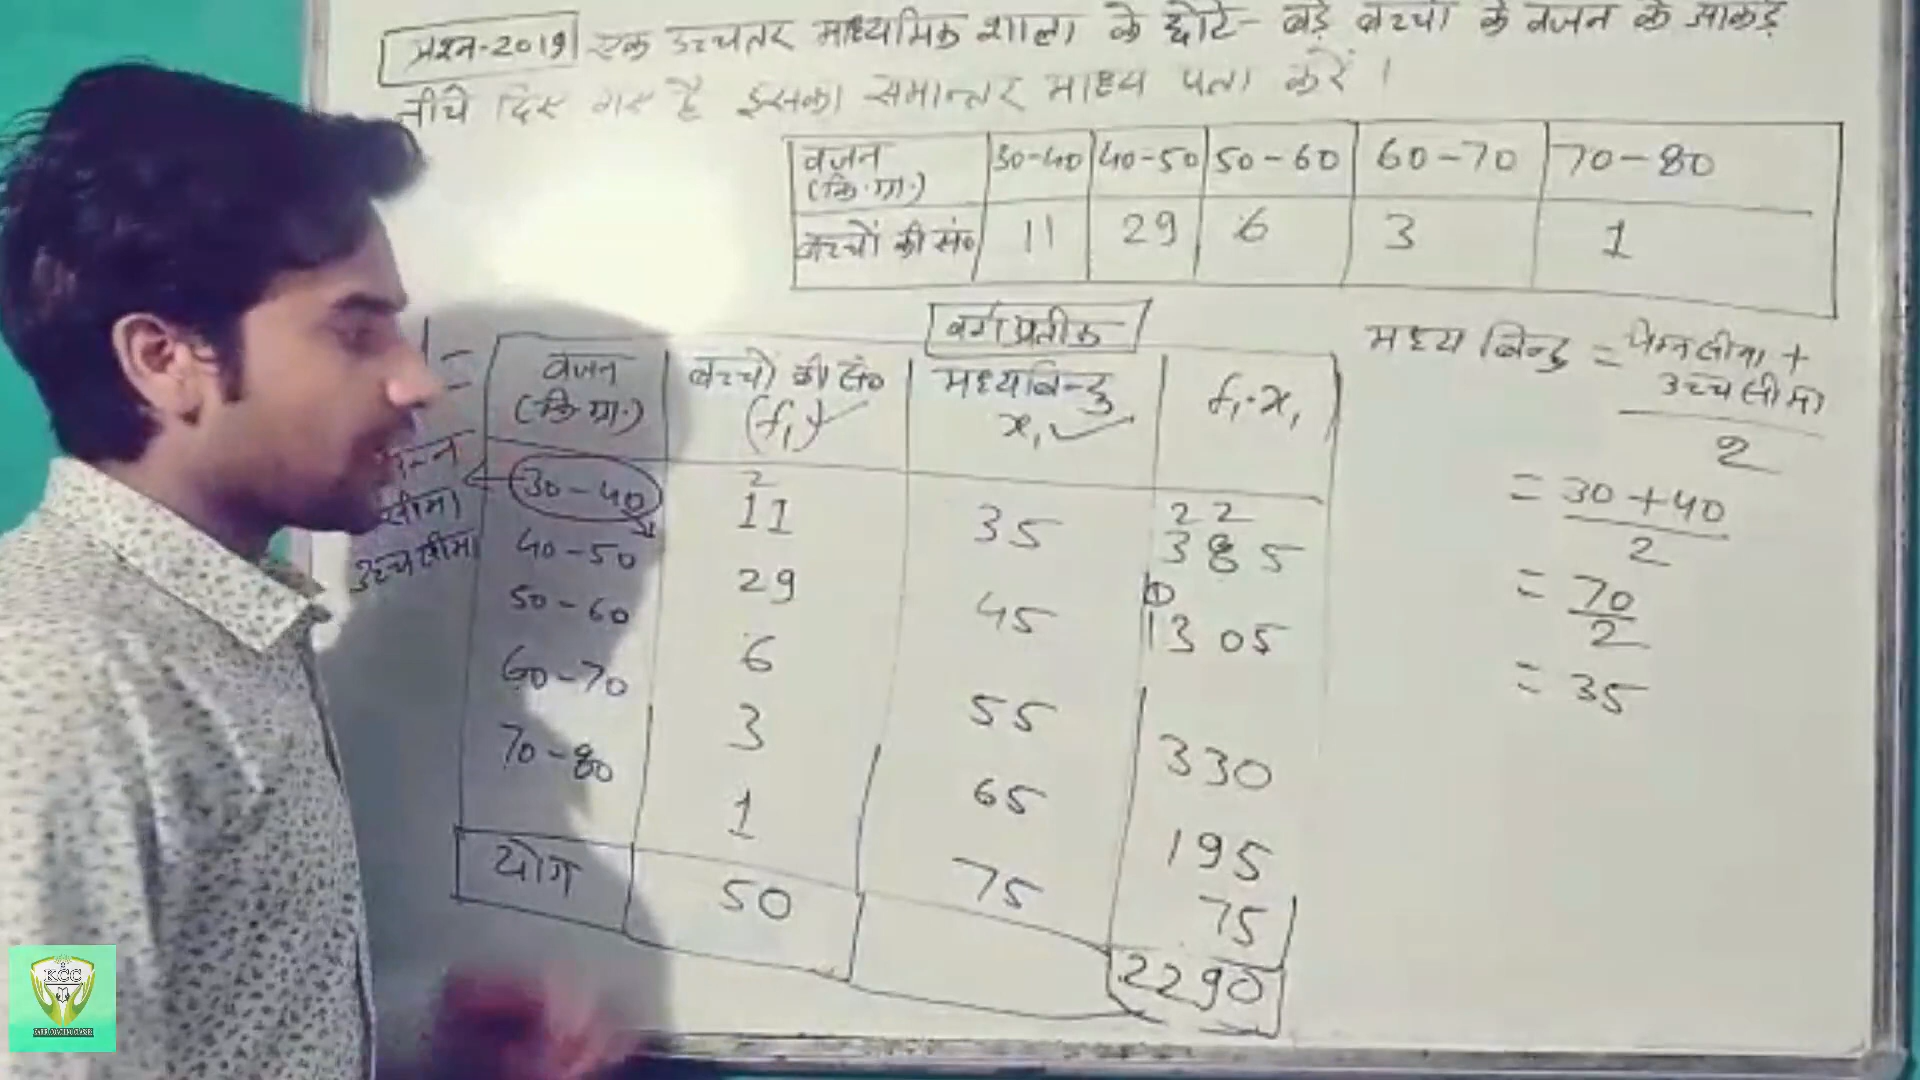 प्रश्न-2019 एक उच्चतर माध्यमिक शाला के छोटे-बड़े बच्चों के वजन के आकड़े
नीचे दिए गए है इसका समान्तर माध्य पता करें ।
वजन (कि.ग्रा.) 30-40 40-50 50-60 60-70 70-80
बच्चों की सं० 11 29 6 3 1
वर्ग प्रतीक
वजन (कि.ग्रा.) बच्चों की सं० (f₁) मध्यबिन्दु x₁ f₁.x₁
30-40 11 35 385
40-50 29 45 1305
50-60 6 55 330
60-70 3 65 195
70-80 1 75 75
योग 50 2290
सीमा
उच्च सीमा
मध्य बिन्दु = निम्न सीमा +
उच्च सीमा
2
= 30+40
2
= 70
2
= 35
KCC